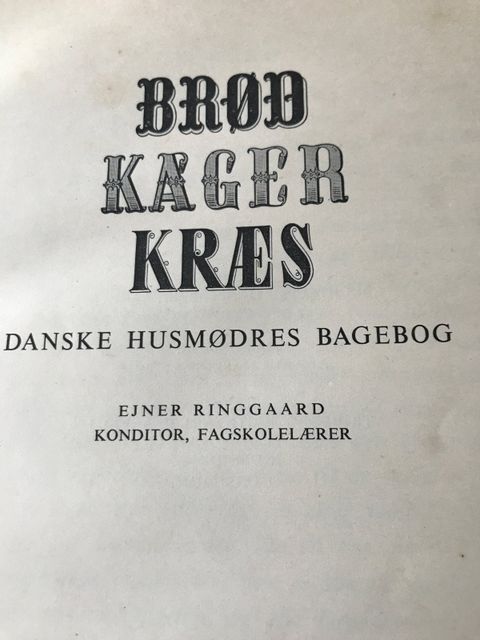 BRØD
KAGER
KRÆS
DANSKE HUSMØDRES BAGEBOG
EJNER RINGGAARD
KONDITOR, FAGSKOLELÆRER